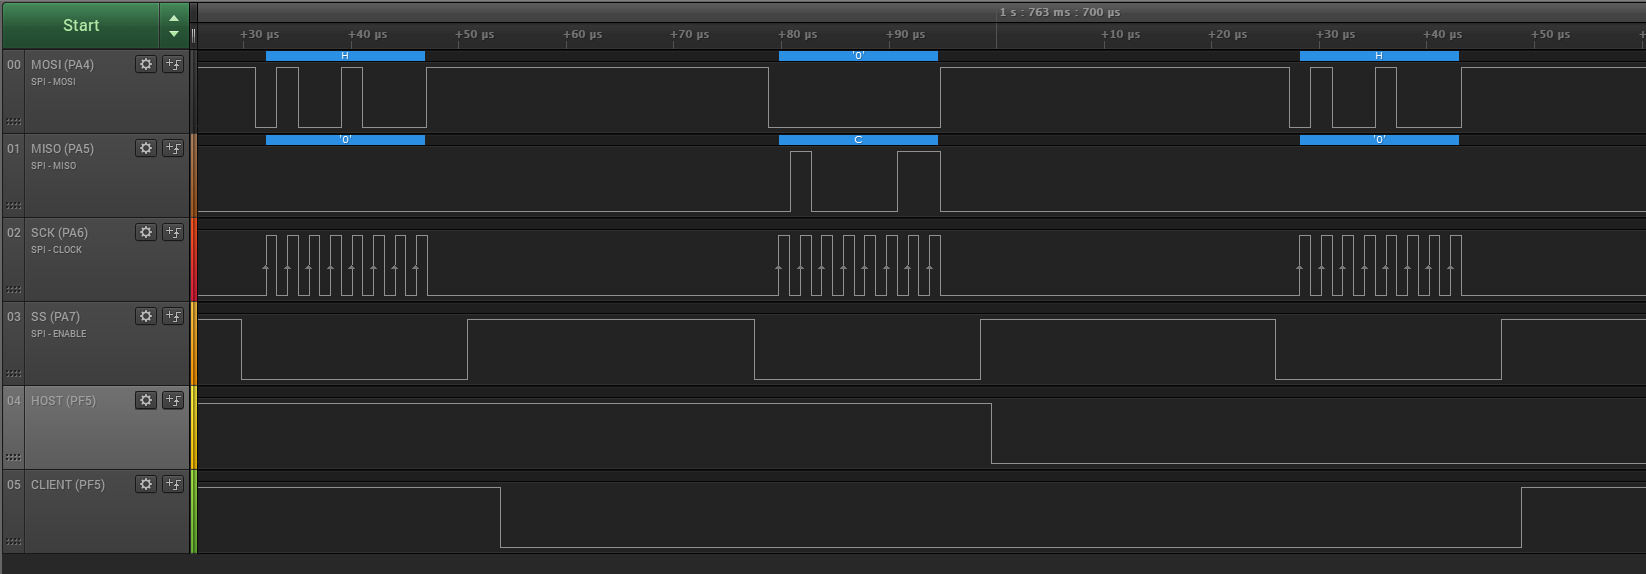 Start
1 s : 763 ms : 700 µs
+30 µs +40 µs +50 µs +60 µs +70 µs +80 µs +90 µs +10 µs +20 µs +30 µs +40 µs +50 µs +
00 MOSI (PA4) H '0' H
SPI - MOSI
01 MISO (PA5) '0' C '0'
SPI - MISO
02 SCK (PA6)
SPI - CLOCK
03 SS (PA7)
SPI - ENABLE
04 HOST (PF5)
05 CLIENT (PF5)